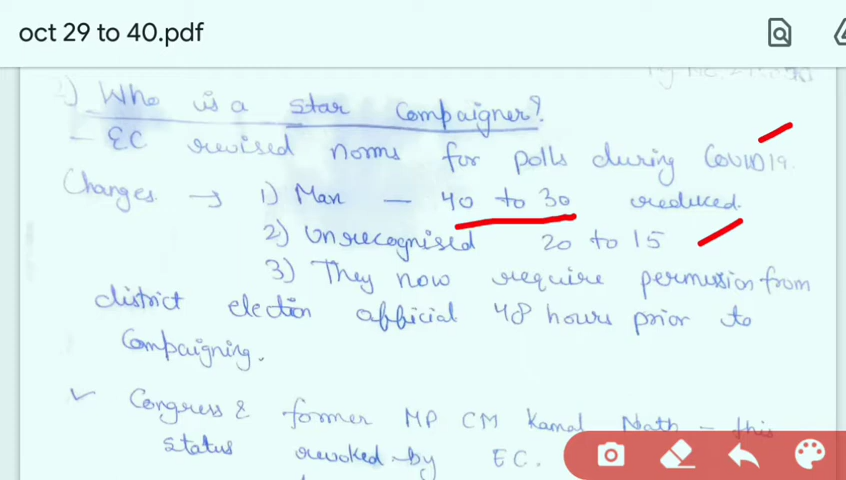 oct 29 to 40.pdf
2) Who is a star Compaigner?
- EC revised norms for polls during COVID19.
Changes → 1) Max — 40 to 30 reduced
2) Unrecognised 20 to 15
3) They now require permission from
district election official 48 hours prior to
Compaigning.
✓ Congress & former MP CM Kamal Nath - this
status revoked by EC.